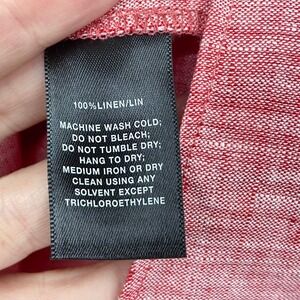 100%LINEN/LIN
MACHINE WASH COLD;
DO NOT BLEACH;
DO NOT TUMBLE DRY;
HANG TO DRY;
MEDIUM IRON OR DRY
CLEAN USING ANY
SOLVENT EXCEPT
TRICHLOROETHYLENE